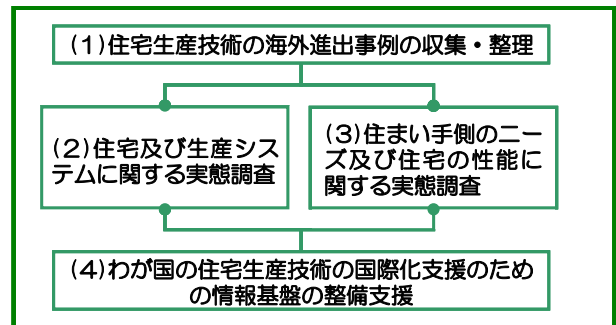 (1)住宅生産技術の海外進出事例の収集・整理
(2)住宅及び生産シス
テムに関する実態調査
(3)住まい手側のニー
ズ及び住宅の性能に
関する実態調査
(4)わが国の住宅生産技術の国際化支援のため
の情報基盤の整備支援